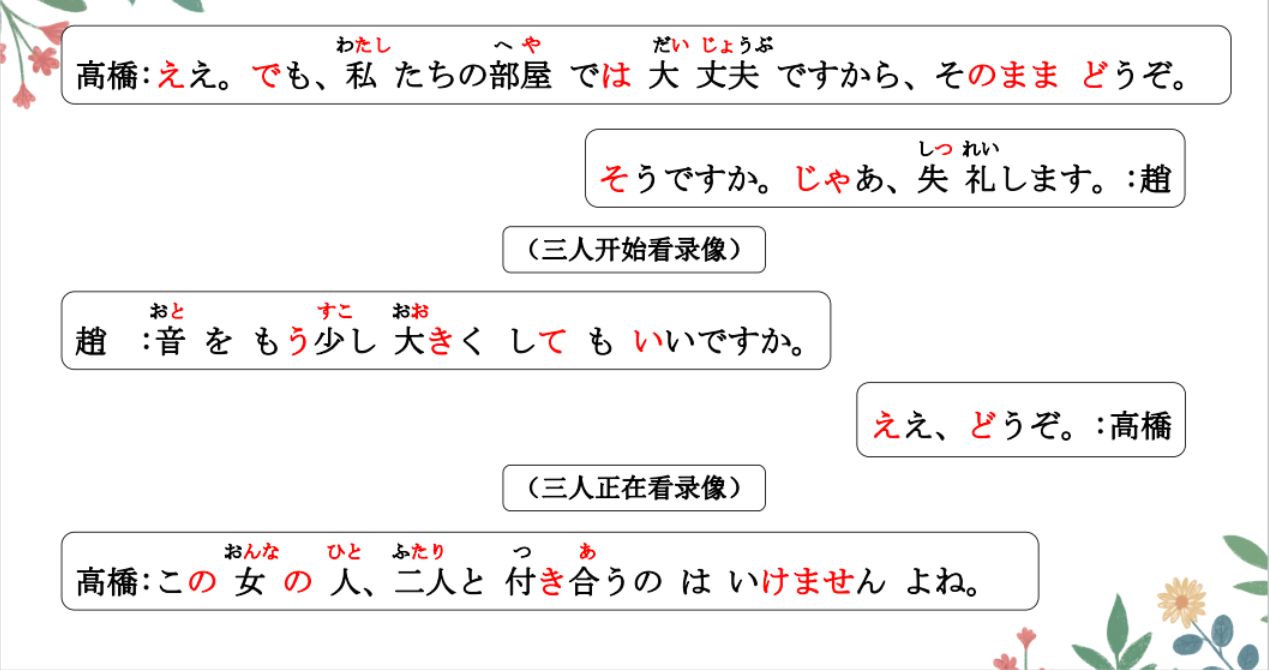 わたし へや だいじょうぶ
高橋:ええ。でも、私たちの部屋では大丈夫ですから、そのままどうぞ。
しつれい
そうですか。じゃあ、失礼します。:趙
（三人开始看录像）
おと すこ おお
趙 :音をもう少し大きくしてもいいですか。
ええ、どうぞ。:高橋
（三人正在看录像）
おんな ひと ふたり つ あ
高橋:この女の人、二人と付き合うのはいけませんよね。